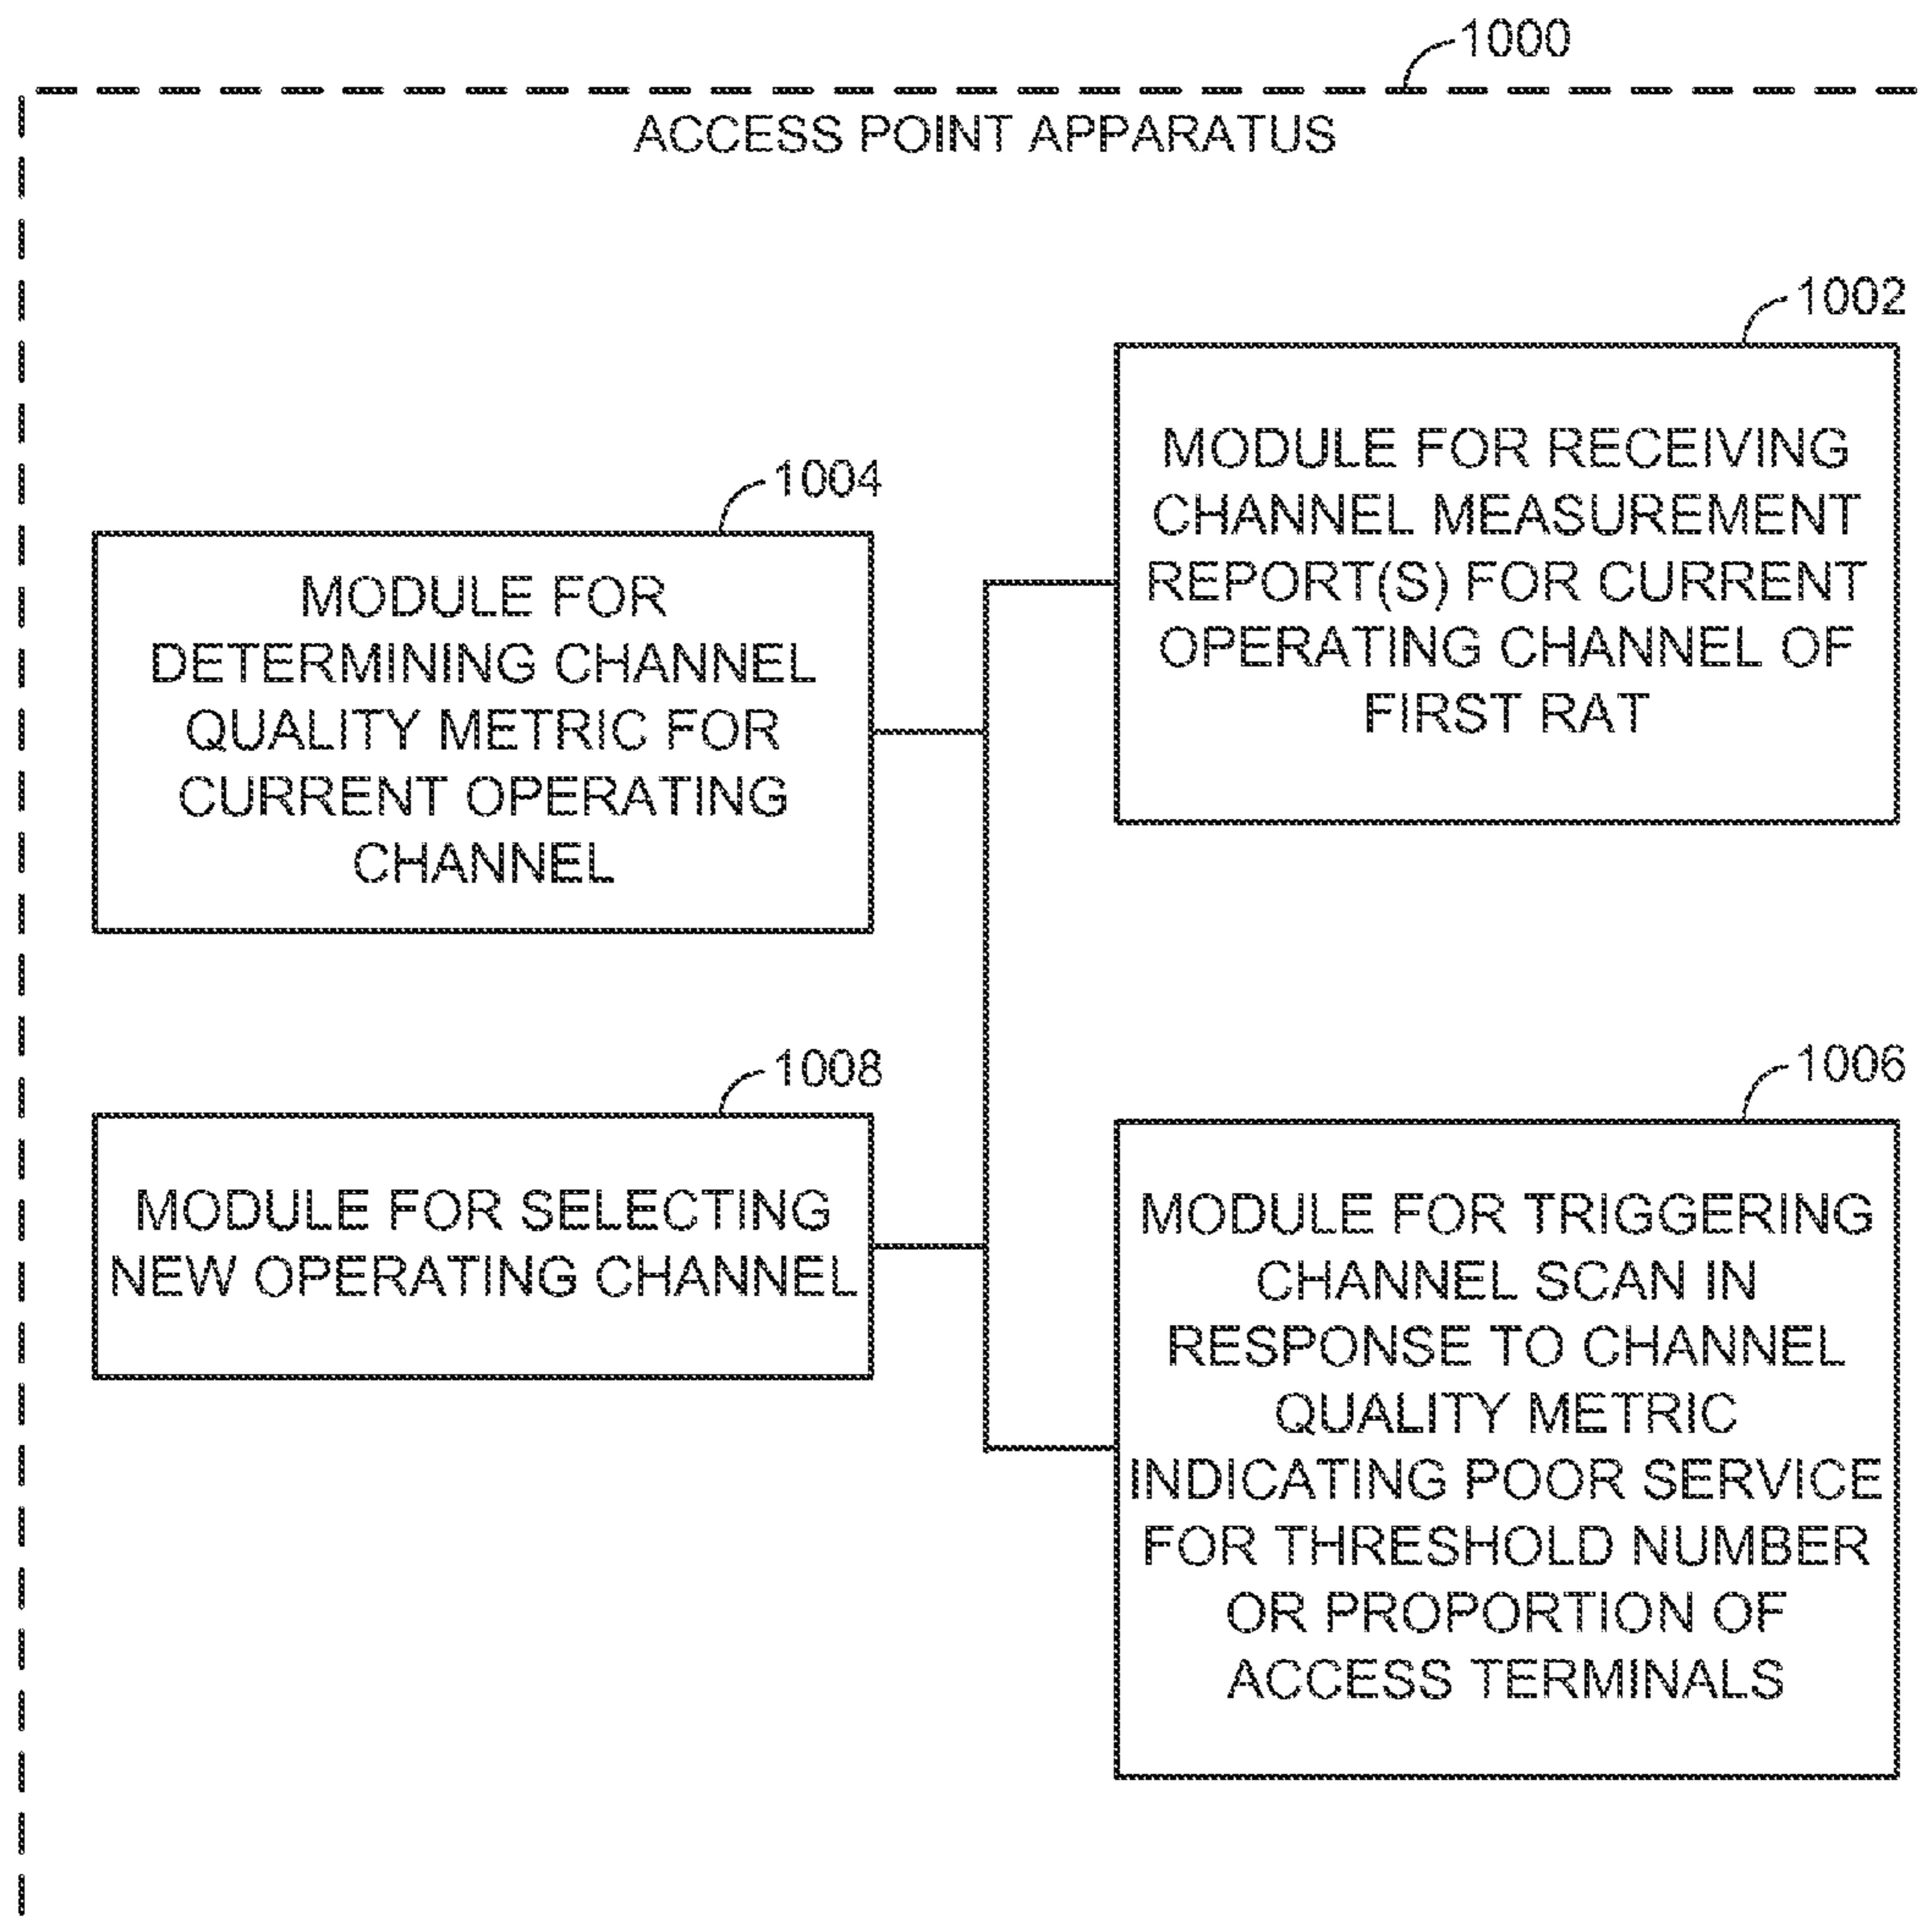 1000
ACCESS POINT APPARATUS
1002
MODULE FOR RECEIVING
CHANNEL MEASUREMENT
REPORT(S) FOR CURRENT
OPERATING CHANNEL OF
FIRST RAT
1004
MODULE FOR
DETERMINING CHANNEL
QUALITY METRIC FOR
CURRENT OPERATING
CHANNEL
1008
MODULE FOR SELECTING
NEW OPERATING CHANNEL
1006
MODULE FOR TRIGGERING
CHANNEL SCAN IN
RESPONSE TO CHANNEL
QUALITY METRIC
INDICATING POOR SERVICE
FOR THRESHOLD NUMBER
OR PROPORTION OF
ACCESS TERMINALS